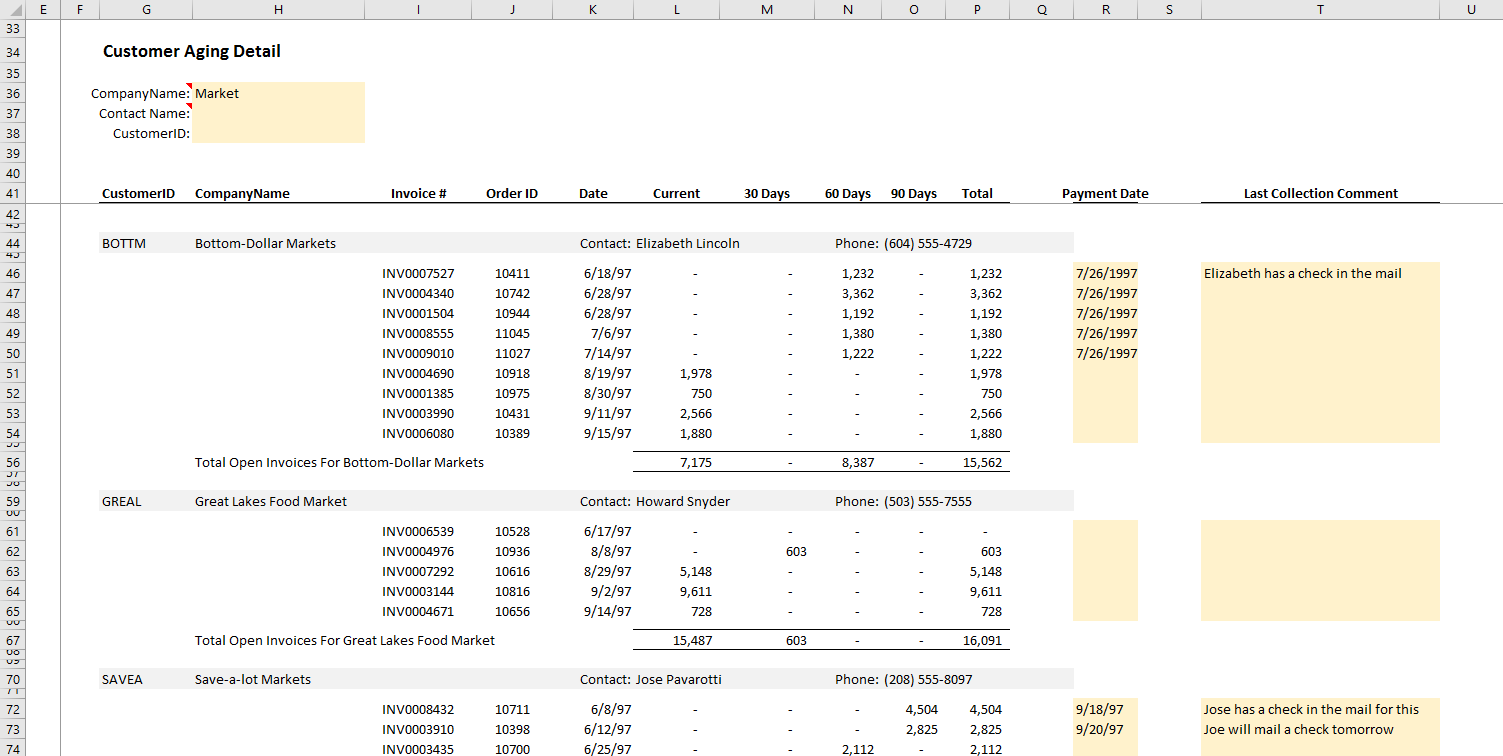 E F G H I J K L M N O P Q R S T U
33
34 Customer Aging Detail
35
36 CompanyName: Market
37 Contact Name:
38 CustomerID:
39
40
41 CustomerID CompanyName Invoice # Order ID Date Current 30 Days 60 Days 90 Days Total Payment Date Last Collection Comment
42
43
44 BOTTM Bottom-Dollar Markets Contact: Elizabeth Lincoln Phone: (604) 555-4729
45
46 INV0007527 10411 6/18/97 - - 1,232 - 1,232 7/26/1997 Elizabeth has a check in the mail
47 INV0004340 10742 6/28/97 - - 3,362 - 3,362 7/26/1997
48 INV0001504 10944 6/28/97 - - 1,192 - 1,192 7/26/1997
49 INV0008555 11045 7/6/97 - - 1,380 - 1,380 7/26/1997
50 INV0009010 11027 7/14/97 - - 1,222 - 1,222 7/26/1997
51 INV0004690 10918 8/19/97 1,978 - - - 1,978
52 INV0001385 10975 8/30/97 750 - - - 750
53 INV0003990 10431 9/11/97 2,566 - - - 2,566
54 INV0006080 10389 9/15/97 1,880 - - - 1,880
55
56 Total Open Invoices For Bottom-Dollar Markets 7,175 - 8,387 - 15,562
57
58
59 GREAL Great Lakes Food Market Contact: Howard Snyder Phone: (503) 555-7555
60
61 INV0006539 10528 6/17/97 - - - - -
62 INV0004976 10936 8/8/97 - 603 - - 603
63 INV0007292 10616 8/29/97 5,148 - - - 5,148
64 INV0003144 10816 9/2/97 9,611 - - - 9,611
65 INV0004671 10656 9/14/97 728 - - - 728
66
67 Total Open Invoices For Great Lakes Food Market 15,487 603 - - 16,091
68
69
70 SAVEA Save-a-lot Markets Contact: Jose Pavarotti Phone: (208) 555-8097
71
72 INV0008432 10711 6/8/97 - - - 4,504 4,504 9/18/97 Jose has a check in the mail for this
73 INV0003910 10398 6/12/97 - - - 2,825 2,825 9/20/97 Joe will mail a check tomorrow
74 INV0003435 10700 6/25/97 - - 2,112 - 2,112